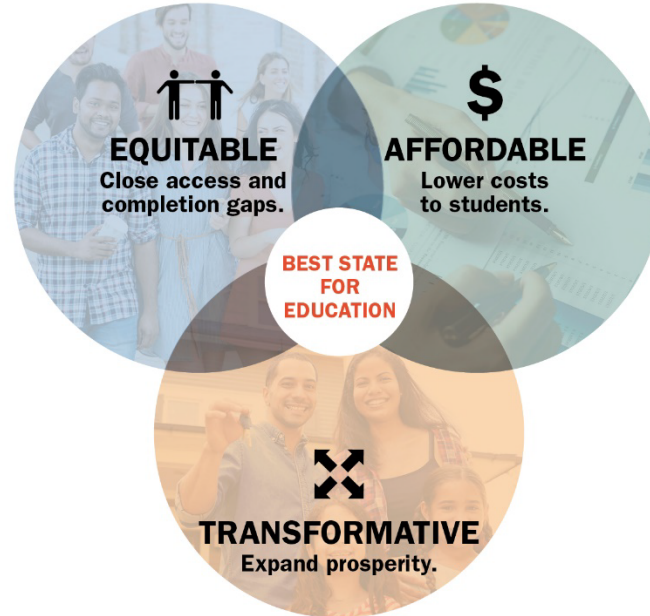 EQUITABLE
Close access and
completion gaps.
$
AFFORDABLE
Lower costs
to students.
BEST STATE
FOR
EDUCATION
TRANSFORMATIVE
Expand prosperity.